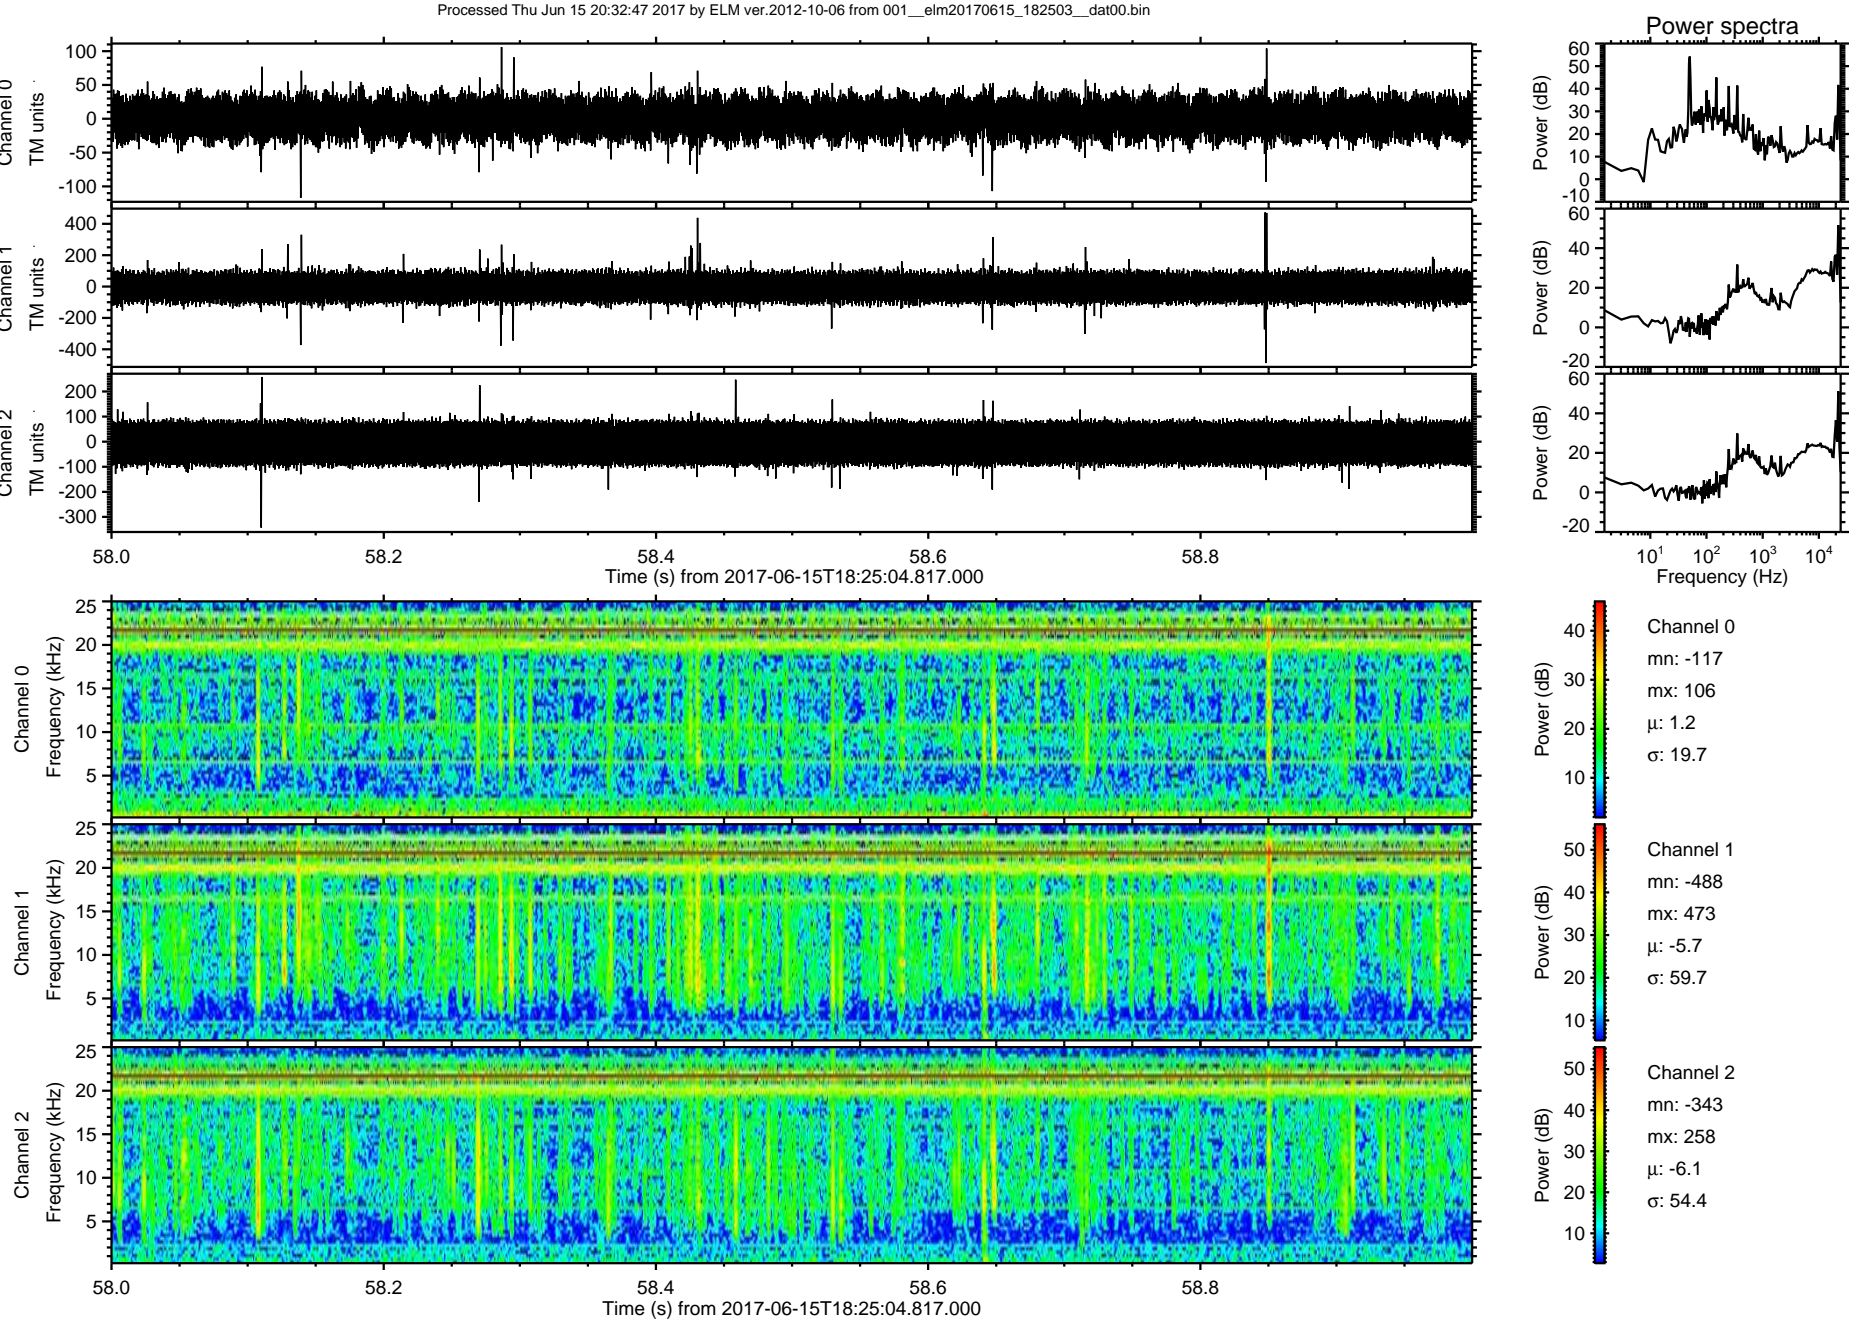 Processed Thu Jun 15 20:32:47 2017 by ELM ver.2012-10-06 from 001__elm20170615_182503__dat00.bin
Power spectra
Channel 0
TM units
100
50
0
-50
-100
Power (dB)
60
50
40
30
20
10
0
-10
Channel 1
TM units
400
200
0
-200
-400
Power (dB)
60
40
20
0
-20
Channel 2
TM units
200
100
0
-100
-200
-300
Power (dB)
60
40
20
0
-20
58.0 58.2 58.4 58.6 58.8
Time (s) from 2017-06-15T18:25:04.817.000
10¹ 10² 10³ 10⁴
Frequency (Hz)
Channel 0
Frequency (kHz)
25
20
15
10
5
Power (dB)
40
30
20
10
Channel 0
mn: -117
mx: 106
μ: 1.2
σ: 19.7
Channel 1
Frequency (kHz)
25
20
15
10
5
Power (dB)
50
40
30
20
10
Channel 1
mn: -488
mx: 473
μ: -5.7
σ: 59.7
Channel 2
Frequency (kHz)
25
20
15
10
5
Power (dB)
50
40
30
20
10
Channel 2
mn: -343
mx: 258
μ: -6.1
σ: 54.4
58.0 58.2 58.4 58.6 58.8
Time (s) from 2017-06-15T18:25:04.817.000